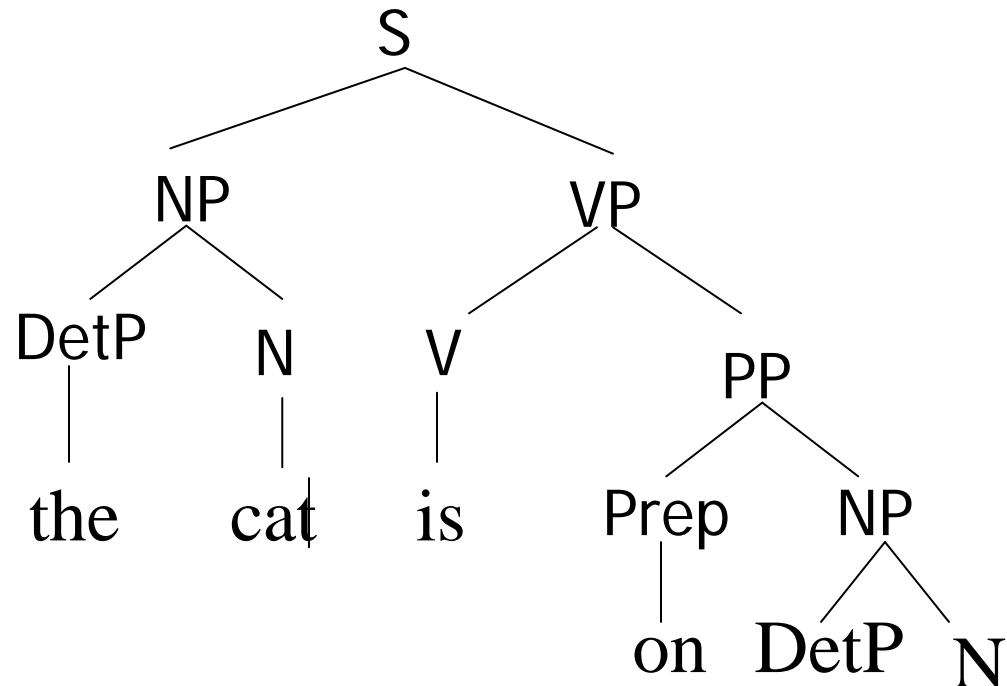 S
NP VP
DetP N V PP
the cat is Prep NP
on DetP N